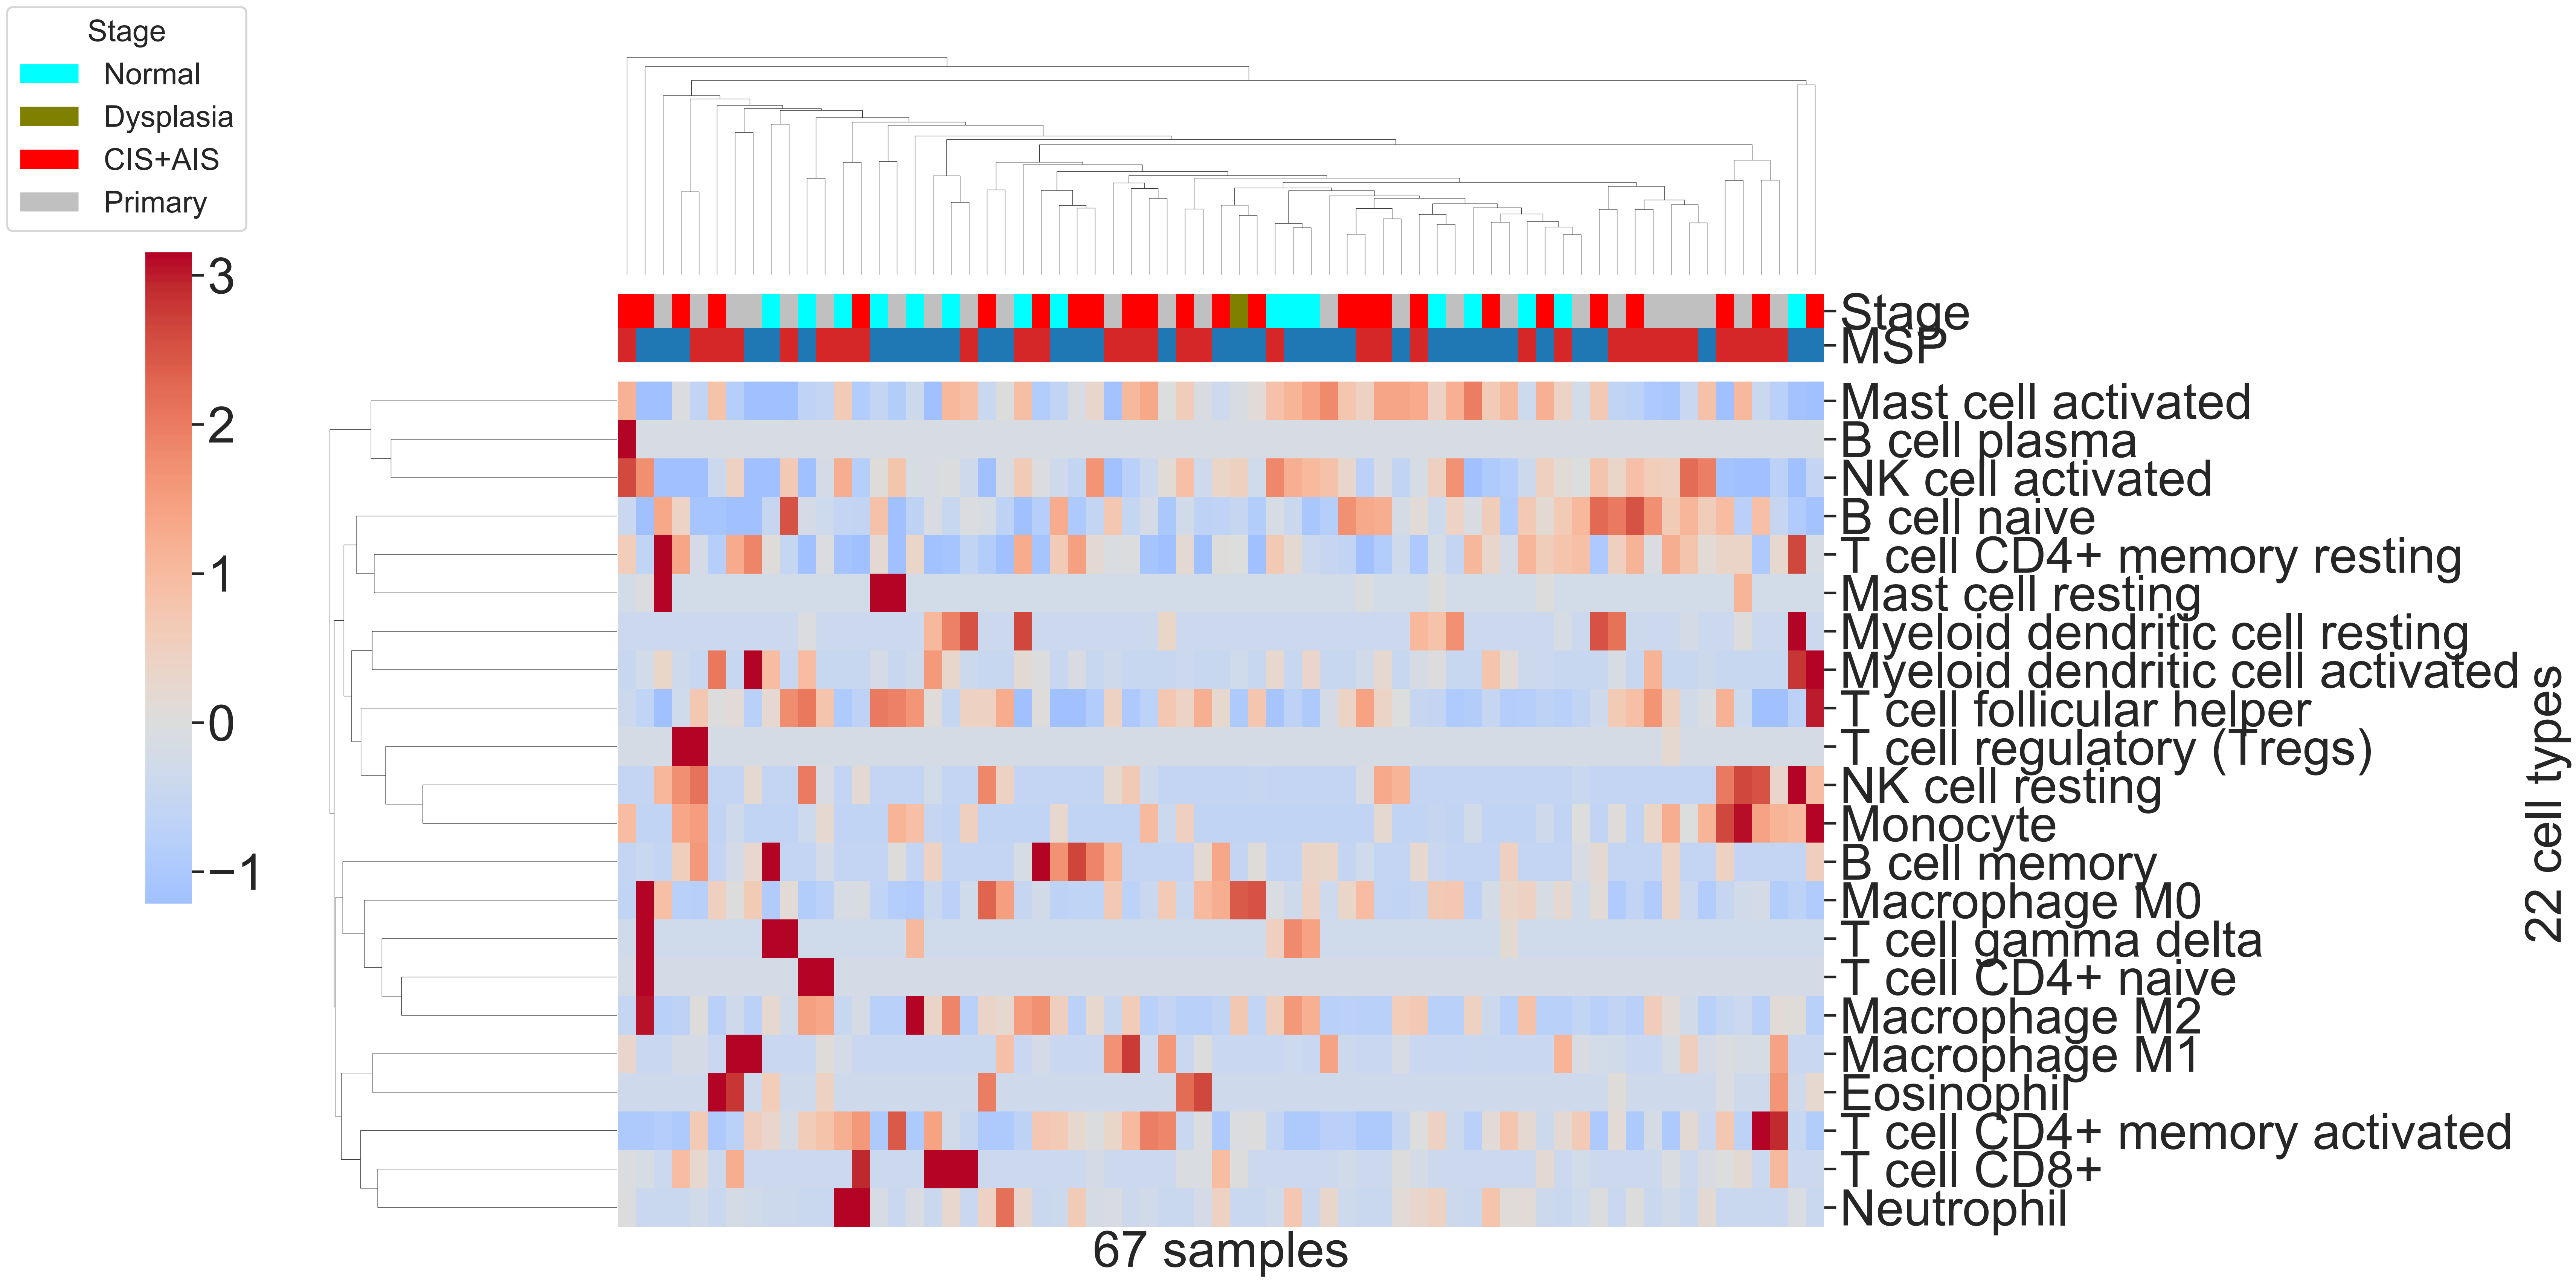 Stage
Normal
Dysplasia
CIS+AIS
Primary
3
2
1
0
−1
Stage
MSP
Mast cell activated
B cell plasma
NK cell activated
B cell naive
T cell CD4+ memory resting
Mast cell resting
Myeloid dendritic cell resting
Myeloid dendritic cell activated
T cell follicular helper
T cell regulatory (Tregs)
NK cell resting
Monocyte
B cell memory
Macrophage M0
T cell gamma delta
T cell CD4+ naive
Macrophage M2
Macrophage M1
Eosinophil
T cell CD4+ memory activated
T cell CD8+
Neutrophil
22 cell types
67 samples